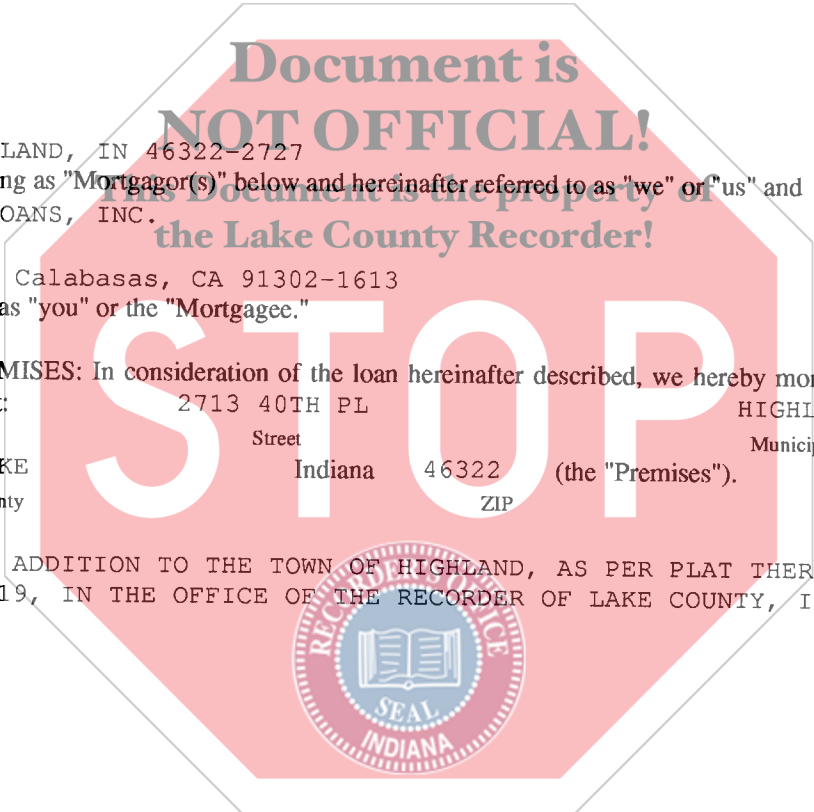 Document is
NOT OFFICIAL!
LAND, IN 46322-2727
ng as "Mortgagor(s)" below and hereinafter referred to as "we" or "us" and
This Document is the property of
OANS, INC.
the Lake County Recorder!
Calabasas, CA 91302-1613
as "you" or the "Mortgagee."
STOP
MISES: In consideration of the loan hereinafter described, we hereby mor
: 2713 40TH PL HIGHL
Street Municip
KE Indiana 46322 (the "Premises").
nty ZIP
ADDITION TO THE TOWN OF HIGHLAND, AS PER PLAT THER
19, IN THE OFFICE OF THE RECORDER OF LAKE COUNTY, I
RECORDER'S OFFICE
SEAL
INDIANA